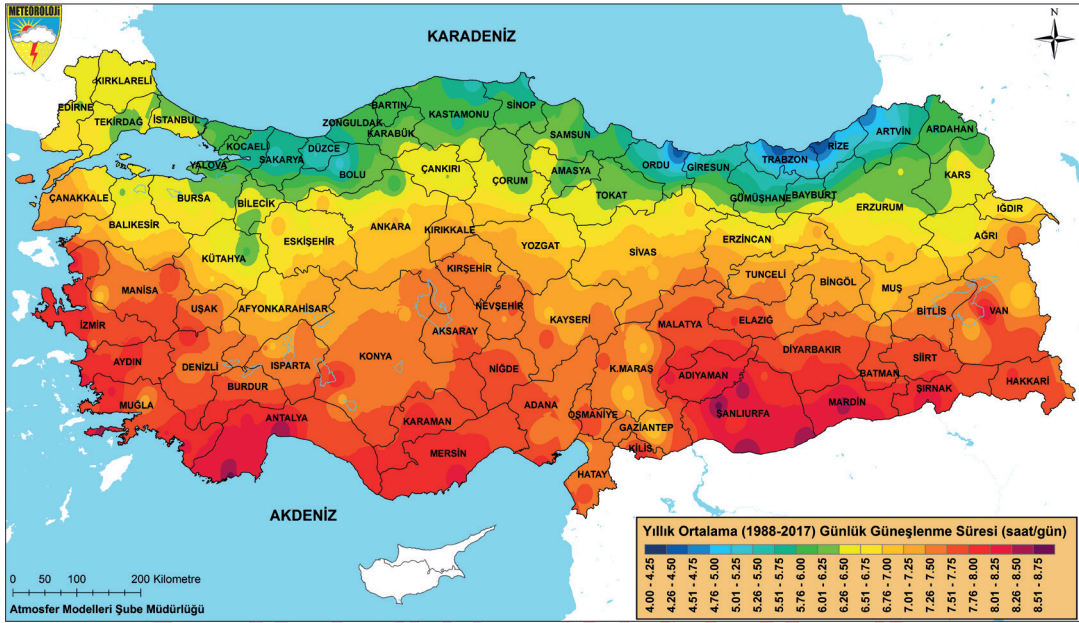 METEOROLOJİ
KARADENİZ
N
KIRKLARELİ
EDİRNE
TEKİRDAĞ
İSTANBUL
KOCAELİ
YALOVA
SAKARYA
DÜZCE
ZONGULDAK
BARTIN
KARABÜK
KASTAMONU
SİNOP
SAMSUN
BOLU
ÇANKIRI
ÇORUM
AMASYA
TOKAT
ORDU
GİRESUN
TRABZON
RİZE
ARTVİN
ARDAHAN
KARS
GÜMÜŞHANE
BAYBURT
ERZURUM
IĞDIR
AĞRI
ÇANAKKALE
BALIKESİR
BURSA
BİLECİK
ESKİŞEHİR
ANKARA
KIRIKKALE
YOZGAT
SİVAS
ERZİNCAN
KÜTAHYA
KIRŞEHİR
TUNCELİ
BİNGÖL
MUŞ
BİTLİS
VAN
MANİSA
UŞAK
AFYONKARAHİSAR
NEVŞEHİR
KAYSERİ
İZMİR
AKSARAY
MALATYA
ELAZIĞ
DİYARBAKIR
AYDIN
DENİZLİ
ISPARTA
KONYA
NİĞDE
K.MARAŞ
ADIYAMAN
BATMAN
SİİRT
ŞIRNAK
HAKKARİ
BURDUR
MUĞLA
ANTALYA
KARAMAN
MERSİN
ADANA
OSMANİYE
GAZİANTEP
KİLİS
ŞANLIURFA
MARDİN
HATAY
AKDENİZ
Yıllık Ortalama (1988-2017) Günlük Güneşlenme Süresi (saat/gün)
4.00 - 4.25
4.26 - 4.50
4.51 - 4.75
4.76 - 5.00
5.01 - 5.25
5.26 - 5.50
5.51 - 5.75
5.76 - 6.00
6.01 - 6.25
6.26 - 6.50
6.51 - 6.75
6.76 - 7.00
7.01 - 7.25
7.26 - 7.50
7.51 - 7.75
7.76 - 8.00
8.01 - 8.25
8.26 - 8.50
8.51 - 8.75
0 50 100 200 Kilometre
Atmosfer Modelleri Şube Müdürlüğü